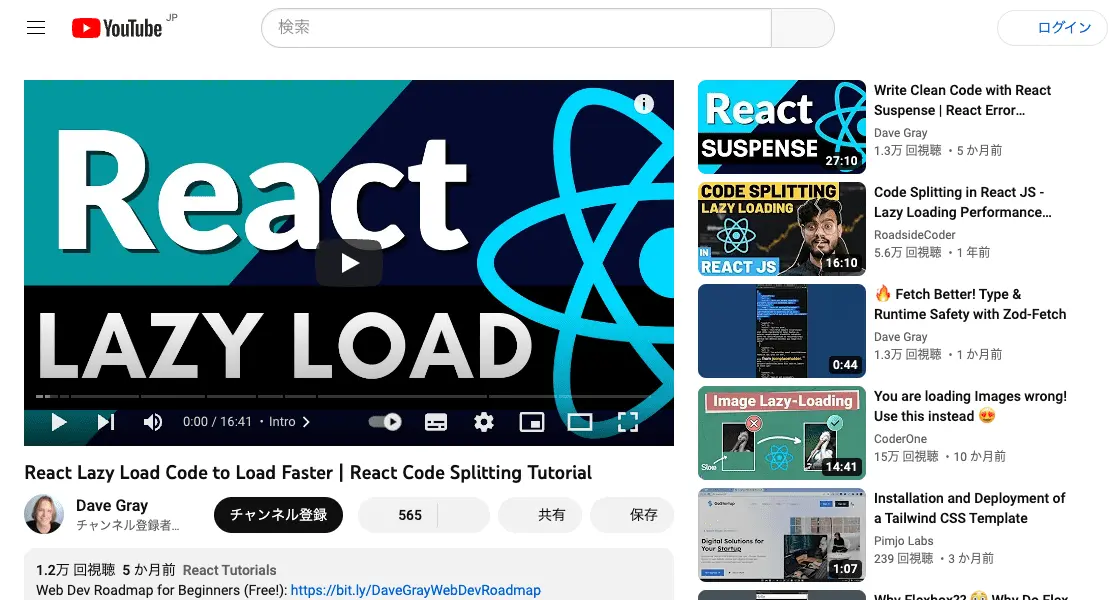 YouTube JP
検索
ログイン
React
LAZY LOAD
0:00 / 16:41 • Intro
React Lazy Load Code to Load Faster | React Code Splitting Tutorial
Dave Gray
チャンネル登録者...
チャンネル登録
565
共有
保存
1.2万 回視聴 5 か月前 React Tutorials
Web Dev Roadmap for Beginners (Free!): https://bit.ly/DaveGrayWebDevRoadmap
React
SUSPENSE
27:10
Write Clean Code with React
Suspense | React Error...
Dave Gray
1.3万 回視聴 ・5 か月前
CODE SPLITTING
LAZY LOADING
IN
REACT JS
16:10
Code Splitting in React JS -
Lazy Loading Performance...
RoadsideCoder
5.6万 回視聴 ・1 年前
0:44
🔥 Fetch Better! Type &
Runtime Safety with Zod-Fetch
Dave Gray
1.3万 回視聴 ・1 か月前
Image Lazy-Loading
Slow
14:41
You are loading Images wrong!
Use this instead 😍
CoderOne
15万 回視聴 ・10 か月前
Digital Solutions for
Your Startup
1:07
Installation and Deployment of
a Tailwind CSS Template
Pimjo Labs
239 回視聴 ・3 か月前
Why Flexbox?? 😂 Why Do Flex